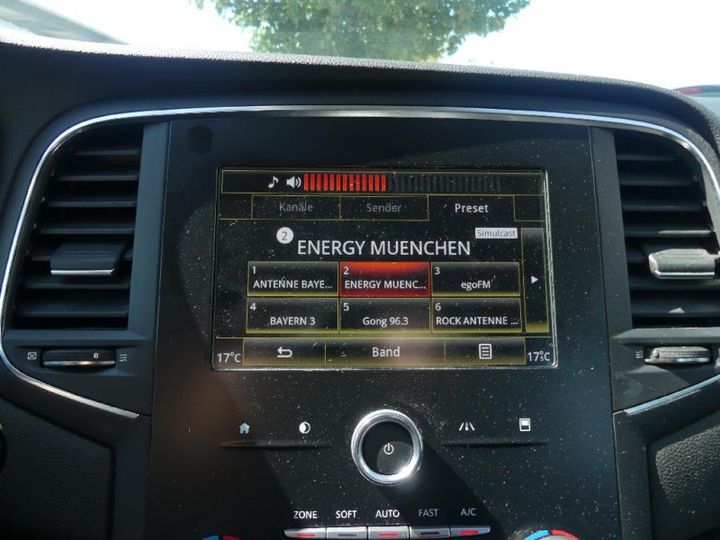 Kanäle Sender Preset
2 Simulcast
ENERGY MUENCHEN
1 2 3
ANTENNE BAYE... ENERGY MUENC... egoFM
4 5 6
BAYERN 3 Gong 96.3 ROCK ANTENNE ...
17°C Band 17°C
ZONE SOFT AUTO FAST A/C